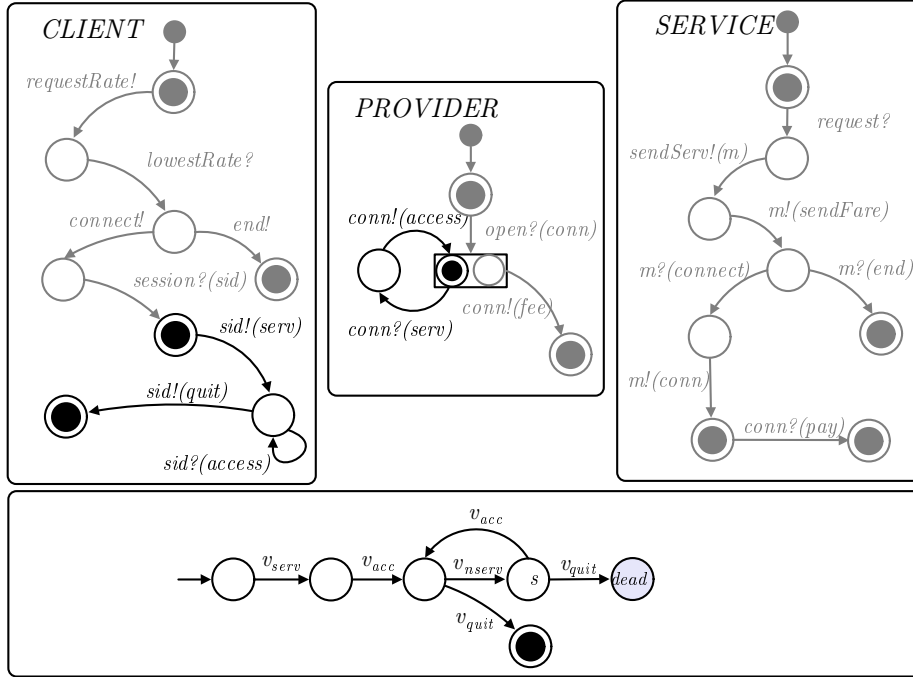 CLIENT
requestRate!
lowestRate?
connect!
end!
session?(sid)
sid!(serv)
sid!(quit)
sid?(access)
PROVIDER
conn!(access)
open?(conn)
conn?(serv)
conn!(fee)
SERVICE
request?
sendServ!(m)
m!(sendFare)
m?(connect)
m?(end)
m!(conn)
conn?(pay)
v_acc
v_serv
v_acc
v_nserv
s
v_quit
dead
v_quit